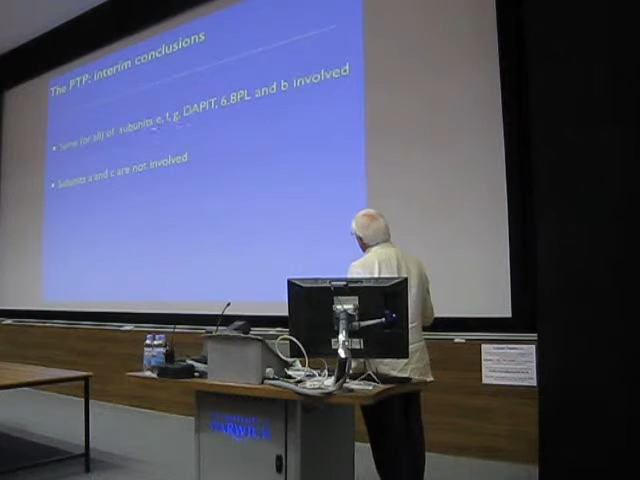 The PTP: interim conclusions
• Some (or all) of subunits e, f, g, DAPIT, 6.8PL and b involved
• Subunits a and c are not involved
WARWICK